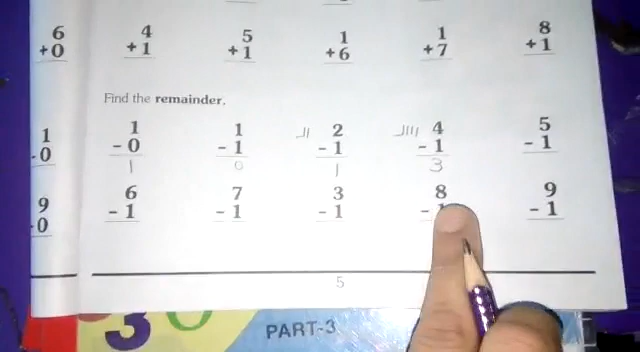 6 4 5 1 1 8
+0 +1 +1 +6 +7 +1
Find the remainder.
1 1 1 2 4 5
-0 -0 -1 -1 -1 -1
1 0 1 3
9 6 7 3 8 9
-0 -1 -1 -1 - -1
5
3
PART-3